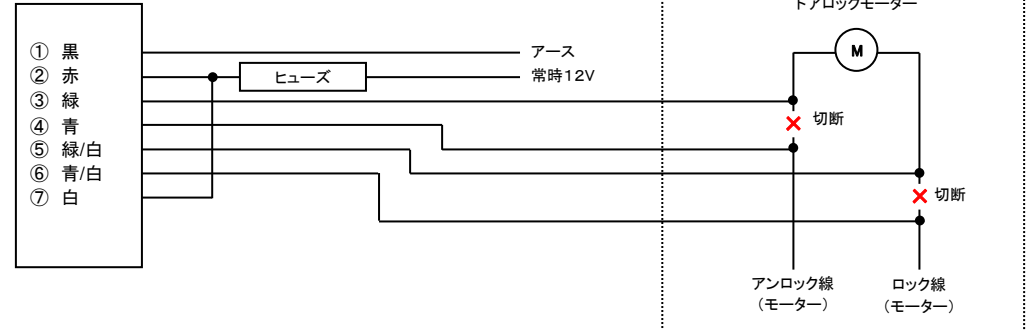 ドアロックモーター
① 黒
② 赤
③ 緑
④ 青
⑤ 緑/白
⑥ 青/白
⑦ 白
アース
ヒューズ
常時12V
M
切断
切断
アンロック線
(モーター)
ロック線
(モーター)